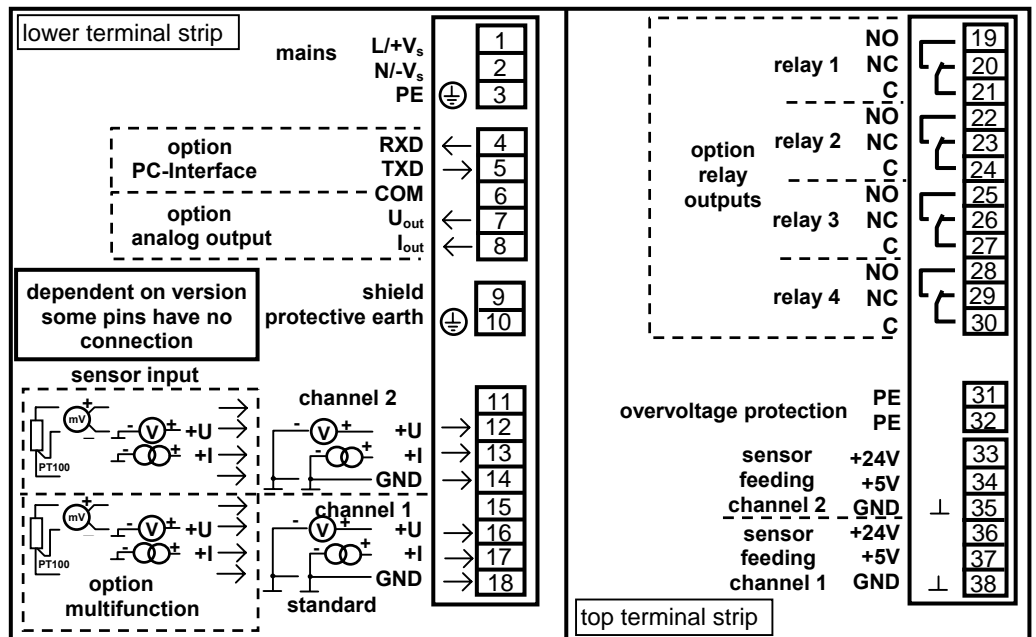 lower terminal strip
mains
L/+Vs 1
N/-Vs 2
PE 3
option
PC-Interface
RXD 4
TXD 5
COM 6
option
analog output
Uout 7
Iout 8
dependent on version
some pins have no
connection
shield 9
protective earth 10
sensor input
channel 2
11
mV + _
- V + +U
- + +I
PT100
- V + +U 12
- + +I 13
GND 14
channel 1
15
mV + _
- V + +U
- + +I
PT100
- V + +U 16
- + +I 17
GND 18
option
multifunction
standard
option
relay
outputs
relay 1
NO 19
NC 20
C 21
relay 2
NO 22
NC 23
C 24
relay 3
NO 25
NC 26
C 27
relay 4
NO 28
NC 29
C 30
overvoltage protection
PE 31
PE 32
sensor +24V 33
feeding +5V 34
channel 2 GND 35
sensor +24V 36
feeding +5V 37
channel 1 GND 38
top terminal strip